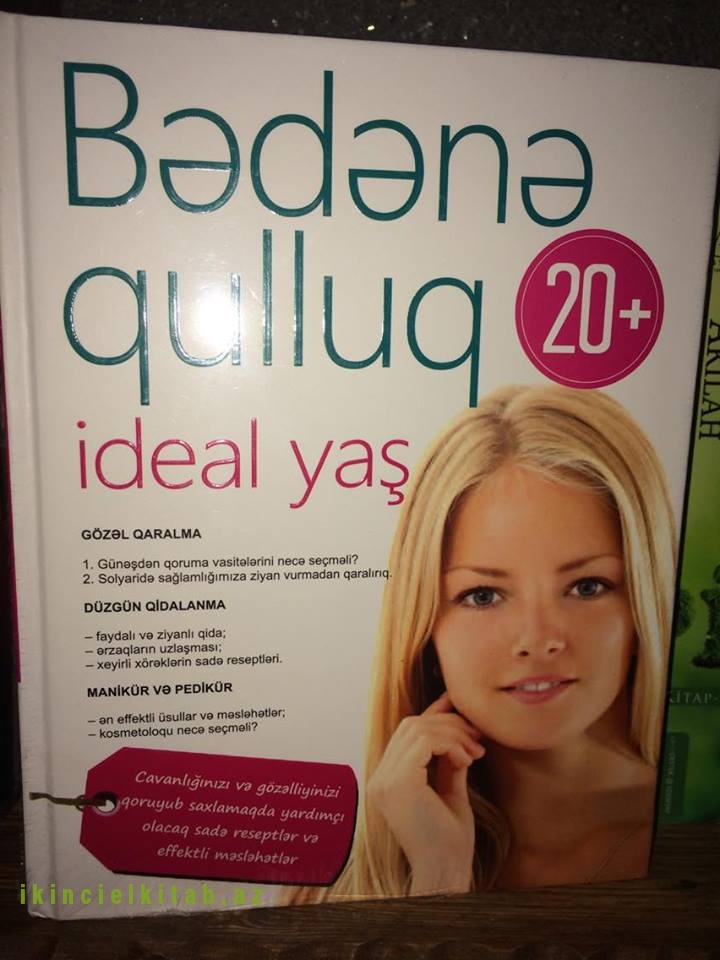 Bədənə
qulluq
20+
ideal yaş
GÖZƏL QARALMA
1. Günəşdən qoruma vasitələrini necə seçməli?
2. Solyaridə sağlamlığımıza ziyan vurmadan qaralırıq.
DÜZGÜN QİDALANMA
– faydalı və ziyanlı qida;
– ərzaqların uzlaşması;
– xeyirli xörəklərin sadə reseptləri.
MANİKÜR VƏ PEDİKÜR
– ən effektli üsullar və məsləhətlər;
– kosmetoloqu necə seçməli?
Cavanlığınızı və gözəlliyinizi
qoruyub saxlamaqda yardımçı
olacaq sadə reseptlər və
effektli məsləhətlər
ikincielkitab.az
AKILAH
KİTAP